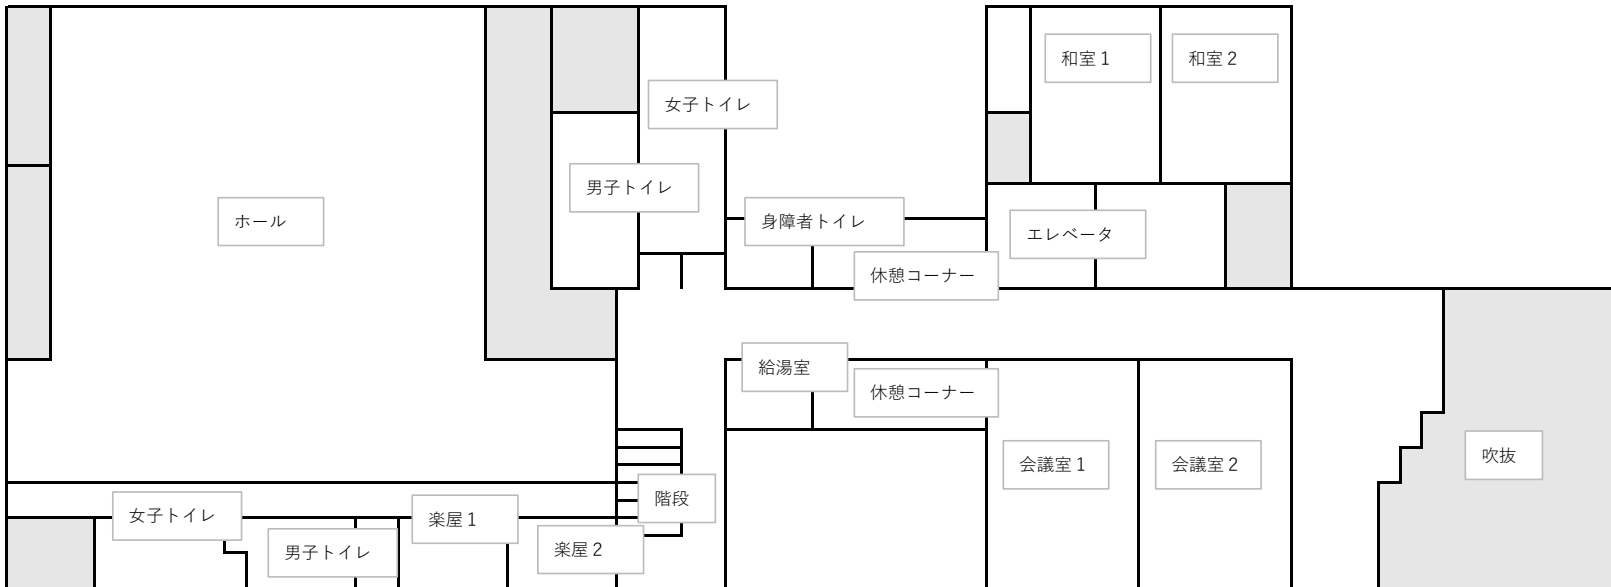 和室１
和室２
女子トイレ
男子トイレ
ホール
身障者トイレ
エレベータ
休憩コーナー
給湯室
休憩コーナー
会議室１
会議室２
吹抜
階段
女子トイレ
楽屋１
男子トイレ
楽屋２